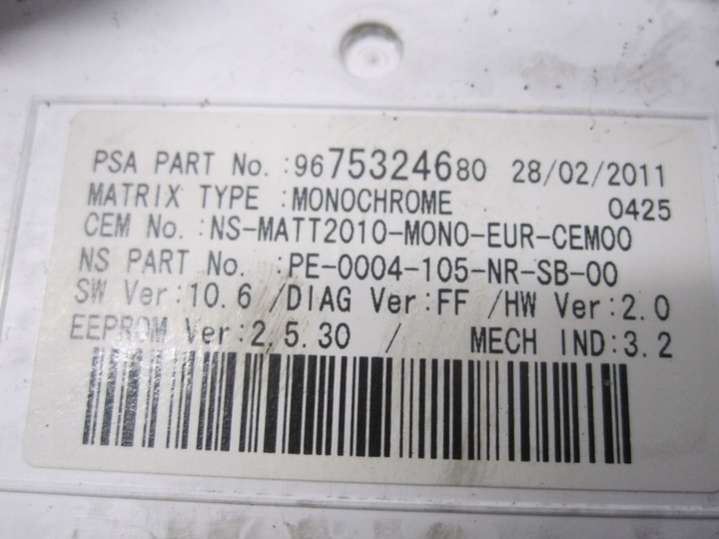 PSA PART No.:9675324680 28/02/2011
MATRIX TYPE :MONOCHROME 0425
CEM No. :NS-MATT2010-MONO-EUR-CEM00
NS PART No. :PE-0004-105-NR-SB-00
SW Ver:10.6 /DIAG Ver:FF /HW Ver:2.0
EEPROM Ver:2.5.30 / MECH IND:3.2